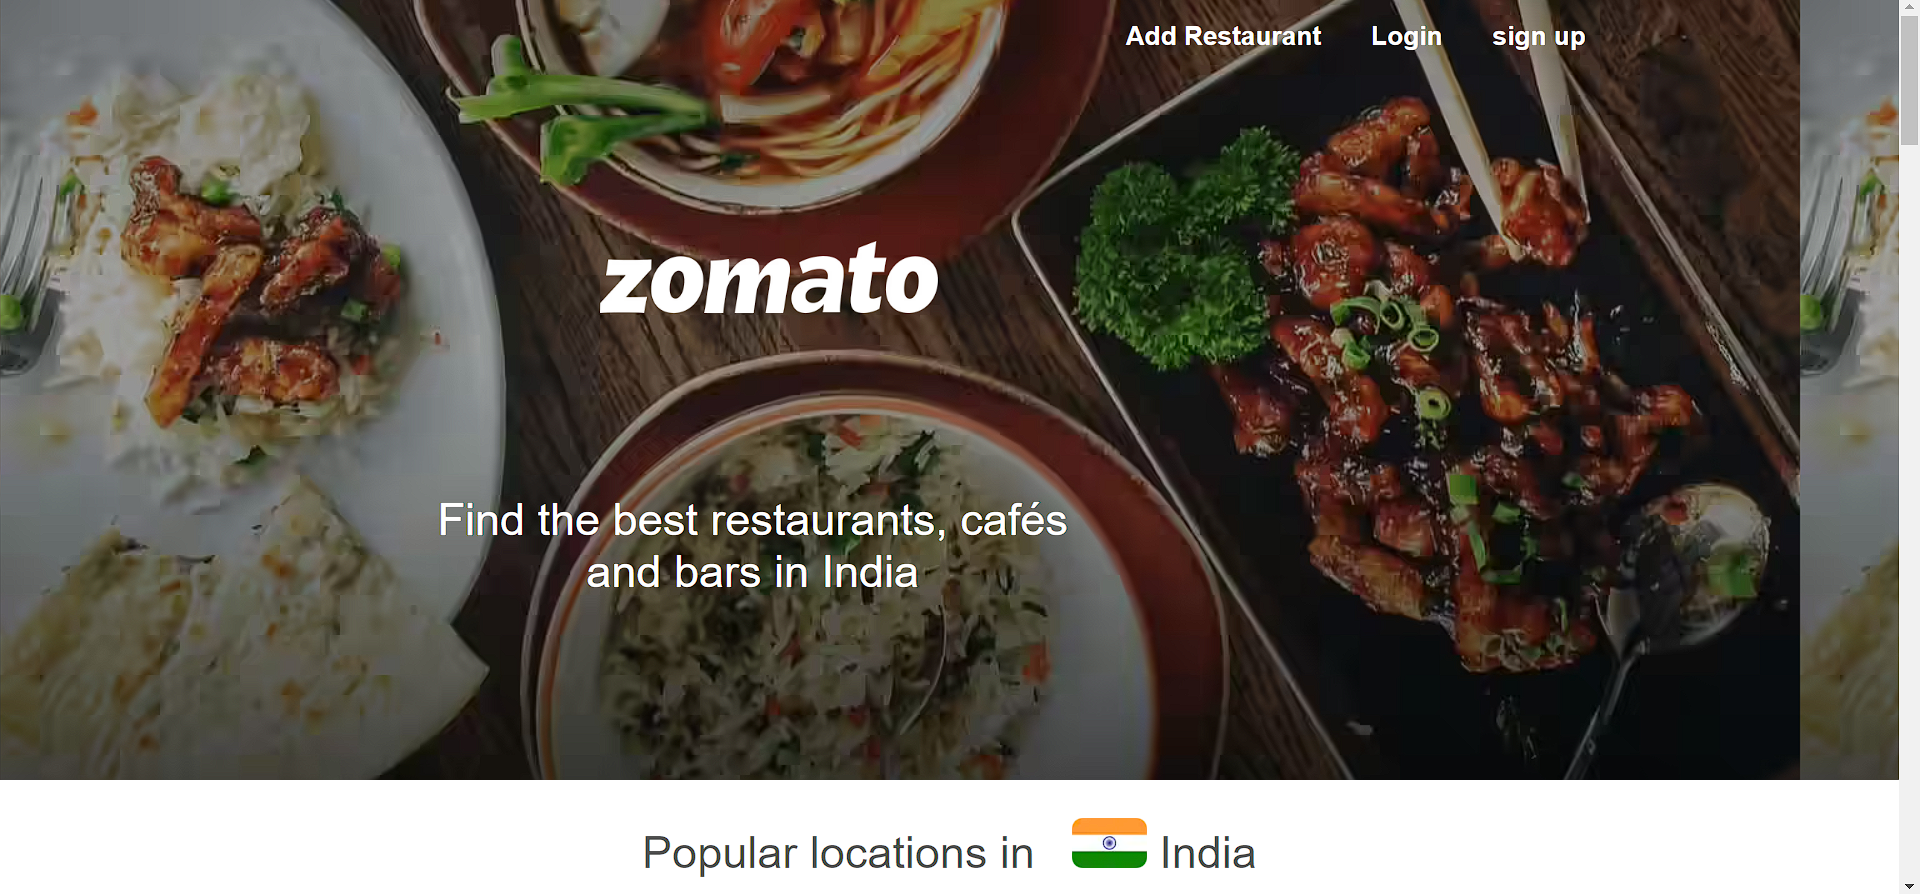 Add Restaurant Login sign up
zomato
Find the best restaurants, cafés
and bars in India
Popular locations in India